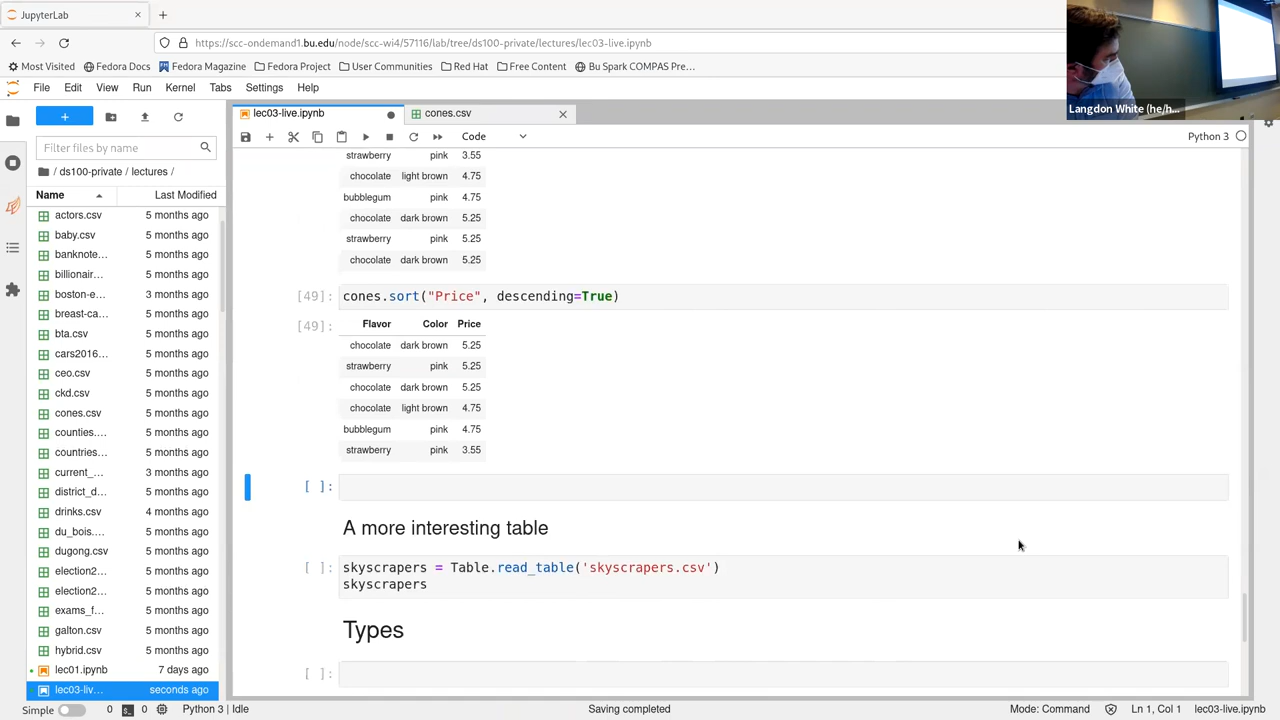 JupyterLab
https://scc-ondemand1.bu.edu/node/scc-wi4/57116/lab/tree/ds100-private/lectures/lec03-live.ipynb
Most Visited Fedora Docs Fedora Magazine Fedora Project User Communities Red Hat Free Content Bu Spark COMPAS Pre…
Langdon White (he/h...
File Edit View Run Kernel Tabs Settings Help
lec03-live.ipynb cones.csv
Code Python 3
Filter files by name
/ ds100-private / lectures /
Name Last Modified
actors.csv 5 months ago
baby.csv 5 months ago
banknote… 5 months ago
billionair… 5 months ago
boston-e… 3 months ago
breast-ca… 5 months ago
bta.csv 5 months ago
cars2016… 5 months ago
ceo.csv 5 months ago
ckd.csv 5 months ago
cones.csv 5 months ago
counties.… 5 months ago
countries… 5 months ago
current_… 3 months ago
district_d… 5 months ago
drinks.csv 4 months ago
du_bois.… 5 months ago
dugong.csv 5 months ago
election2… 5 months ago
election2… 5 months ago
exams_f… 5 months ago
galton.csv 5 months ago
hybrid.csv 5 months ago
lec01.ipynb 7 days ago
lec03-liv… seconds ago
strawberry pink 3.55
chocolate light brown 4.75
bubblegum pink 4.75
chocolate dark brown 5.25
strawberry pink 5.25
chocolate dark brown 5.25
[49]: cones.sort("Price", descending=True)
[49]: Flavor Color Price
chocolate dark brown 5.25
strawberry pink 5.25
chocolate dark brown 5.25
chocolate light brown 4.75
bubblegum pink 4.75
strawberry pink 3.55
[ ]:
A more interesting table
[ ]: skyscrapers = Table.read_table('skyscrapers.csv')
skyscrapers
Types
[ ]:
Simple 0 0 Python 3 | Idle Saving completed Mode: Command Ln 1, Col 1 lec03-live.ipynb